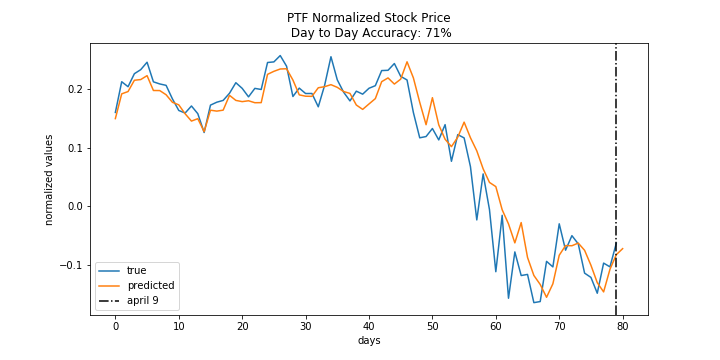 PTF Normalized Stock Price
Day to Day Accuracy: 71%
normalized values
0.2
0.1
0.0
−0.1
true
predicted
april 9
0 10 20 30 40 50 60 70 80
days